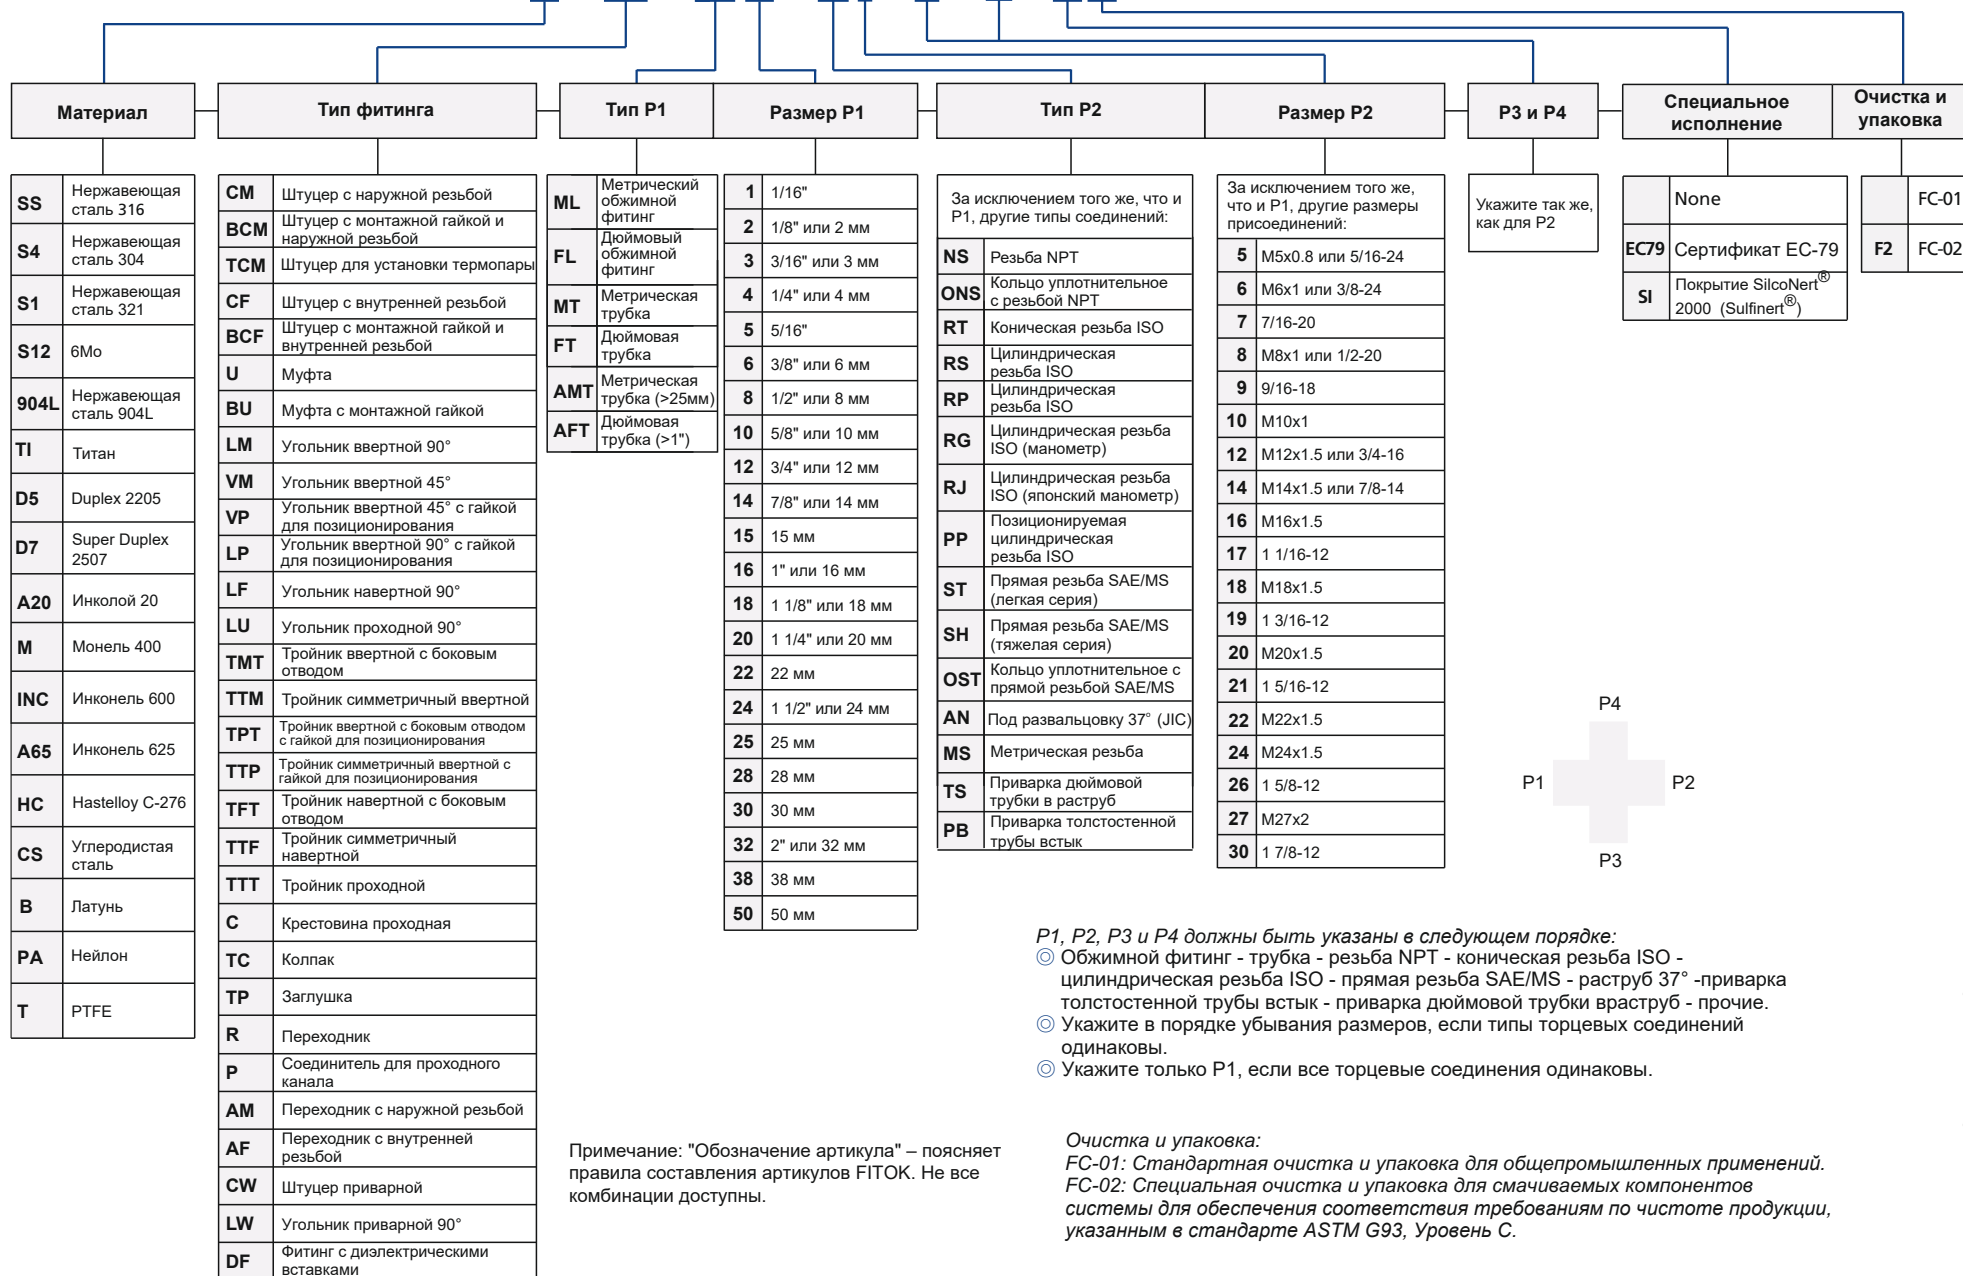 Материал
Тип фитинга
Тип P1
Размер P1
Тип P2
Размер P2
P3 и P4
Специальное
исполнение
Очистка и
упаковка
SS Нержавеющая
сталь 316
S4 Нержавеющая
сталь 304
S1 Нержавеющая
сталь 321
S12 6Mo
904L Нержавеющая
сталь 904L
TI Титан
D5 Duplex 2205
D7 Super Duplex
2507
A20 Инколой 20
M Монель 400
INC Инконель 600
A65 Инконель 625
HC Hastelloy C-276
CS Углеродистая
сталь
B Латунь
PA Нейлон
T PTFE
CM Штуцер с наружной резьбой
BCM Штуцер с монтажной гайкой и
наружной резьбой
TCM Штуцер для установки термопары
CF Штуцер с внутренней резьбой
BCF Штуцер с монтажной гайкой и
внутренней резьбой
U Муфта
BU Муфта с монтажной гайкой
LM Угольник ввертной 90°
VM Угольник ввертной 45°
VP Угольник ввертной 45° с гайкой
для позиционирования
LP Угольник ввертной 90° с гайкой
для позиционирования
LF Угольник навертной 90°
LU Угольник проходной 90°
TMT Тройник ввертной с боковым
отводом
TTM Тройник симметричный ввертной
TPT Тройник ввертной с боковым отводом
с гайкой для позиционирования
TTP Тройник симметричный ввертной с
гайкой для позиционирования
TFT Тройник навертной с боковым
отводом
TTF Тройник симметричный
навертной
TTT Тройник проходной
C Крестовина проходная
TC Колпак
TP Заглушка
R Переходник
P Соединитель для проходного
канала
AM Переходник с наружной резьбой
AF Переходник с внутренней
резьбой
CW Штуцер приварной
LW Угольник приварной 90°
DF Фитинг с диэлектрическими
вставками
ML Метрический
обжимной
фитинг
FL Дюймовый
обжимной
фитинг
MT Метрическая
трубка
FT Дюймовая
трубка
AMT Метрическая
трубка (>25мм)
AFT Дюймовая
трубка (>1")
1 1/16"
2 1/8" или 2 мм
3 3/16" или 3 мм
4 1/4" или 4 мм
5 5/16"
6 3/8" или 6 мм
8 1/2" или 8 мм
10 5/8" или 10 мм
12 3/4" или 12 мм
14 7/8" или 14 мм
15 15 мм
16 1" или 16 мм
18 1 1/8" или 18 мм
20 1 1/4" или 20 мм
22 22 мм
24 1 1/2" или 24 мм
25 25 мм
28 28 мм
30 30 мм
32 2" или 32 мм
38 38 мм
50 50 мм
За исключением того же, что и
P1, другие типы соединений:
NS Резьба NPT
ONS Кольцо уплотнительное
с резьбой NPT
RT Коническая резьба ISO
RS Цилиндрическая
резьба ISO
RP Цилиндрическая
резьба ISO
RG Цилиндрическая резьба
ISO (манометр)
RJ Цилиндрическая резьба
ISO (японский манометр)
PP Позиционируемая
цилиндрическая
резьба ISO
ST Прямая резьба SAE/MS
(легкая серия)
SH Прямая резьба SAE/MS
(тяжелая серия)
OST Кольцо уплотнительное с
прямой резьбой SAE/MS
AN Под развальцовку 37° (JIC)
MS Метрическая резьба
TS Приварка дюймовой
трубки в раструб
PB Приварка толстостенной
трубы встык
За исключением того же,
что и P1, другие размеры
присоединений:
5 M5x0.8 или 5/16-24
6 M6x1 или 3/8-24
7 7/16-20
8 M8x1 или 1/2-20
9 9/16-18
10 M10x1
12 M12x1.5 или 3/4-16
14 M14x1.5 или 7/8-14
16 M16x1.5
17 1 1/16-12
18 M18x1.5
19 1 3/16-12
20 M20x1.5
21 1 5/16-12
22 M22x1.5
24 M24x1.5
26 1 5/8-12
27 M27x2
30 1 7/8-12
Укажите так же,
как для P2
None
EC79 Сертификат EC-79
SI Покрытие SilcoNert®
2000 (Sulfinert®)
FC-01
F2 FC-02
P4
P1 P2
P3
P1, P2, P3 и P4 должны быть указаны в следующем порядке:
◎ Обжимной фитинг - трубка - резьба NPT - коническая резьба ISO -
цилиндрическая резьба ISO - прямая резьба SAE/MS - раструб 37° -приварка
толстостенной трубы встык - приварка дюймовой трубки враструб - прочие.
◎ Укажите в порядке убывания размеров, если типы торцевых соединений
одинаковы.
◎ Укажите только P1, если все торцевые соединения одинаковы.
Примечание: "Обозначение артикула" – поясняет
правила составления артикулов FITOK. Не все
комбинации доступны.
Очистка и упаковка:
FC-01: Стандартная очистка и упаковка для общепромышленных применений.
FC-02: Специальная очистка и упаковка для смачиваемых компонентов
системы для обеспечения соответствия требованиям по чистоте продукции,
указанным в стандарте ASTM G93, Уровень C.